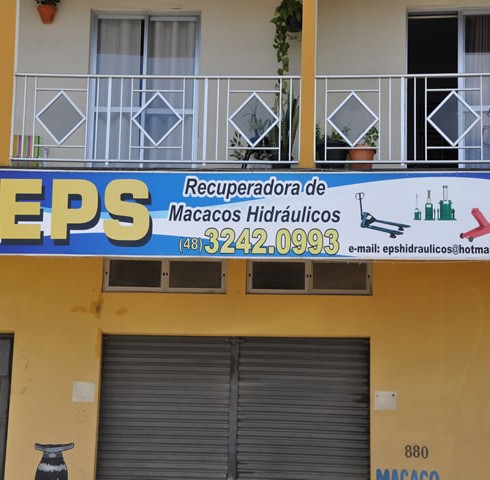 EPS
Recuperadora de
Macacos Hidráulicos
(48)3242.0993
e-mail: epshidraulicos@hotma
880
MACACO